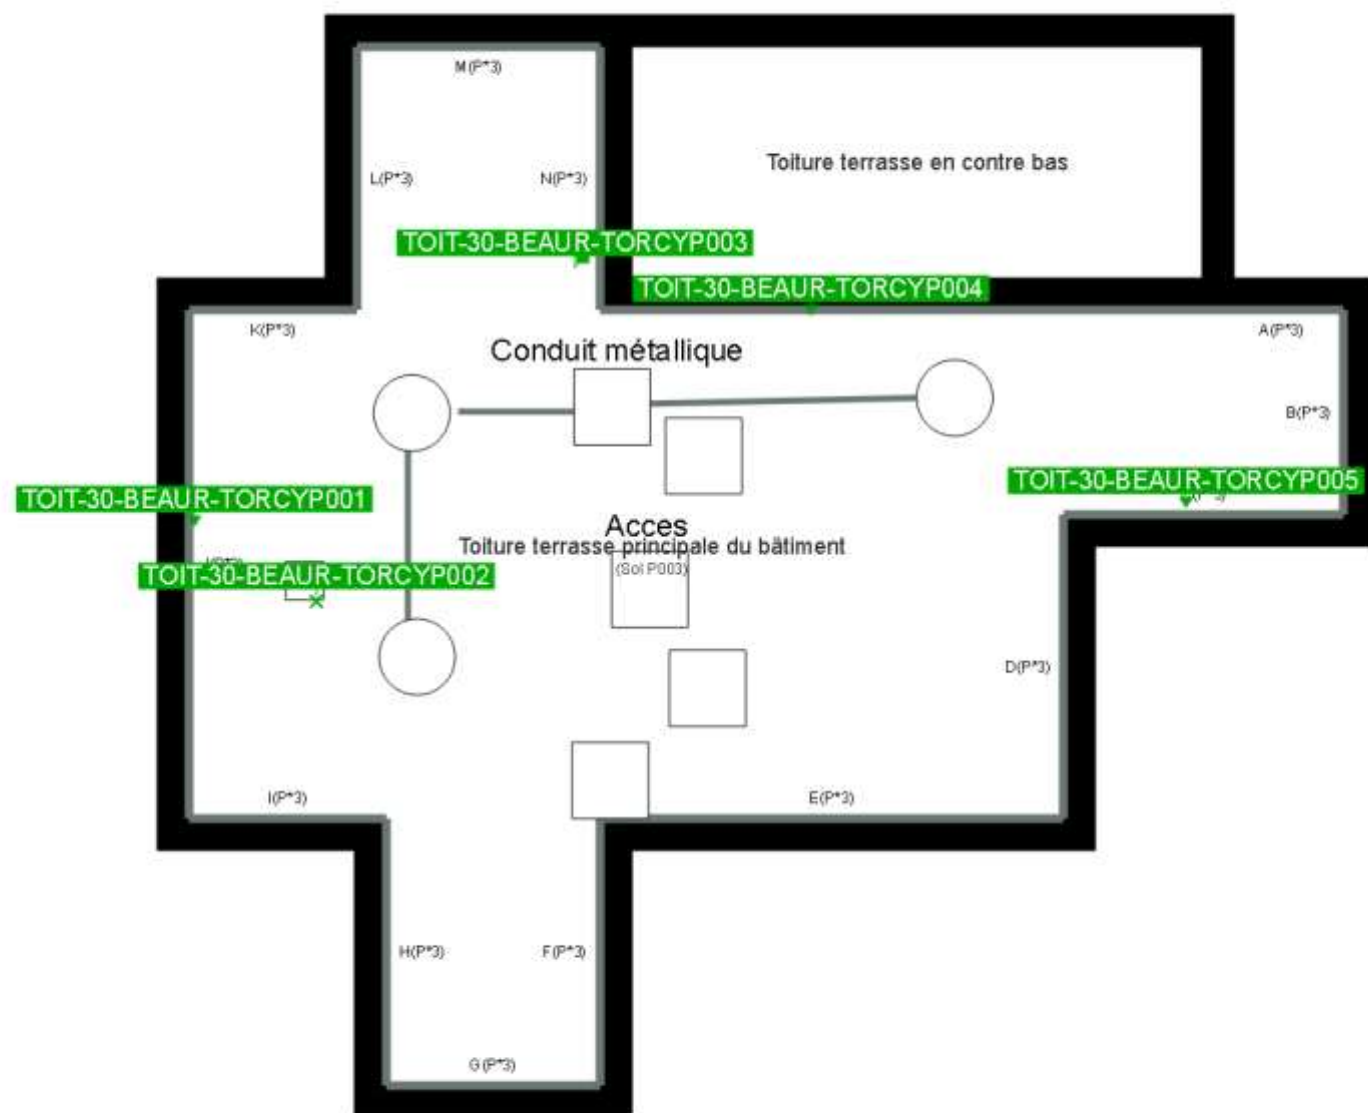 M(P*3)
Toiture terrasse en contre bas
L(P*3)
N(P*3)
TOIT-30-BEAUR-TORCYP003
TOIT-30-BEAUR-TORCYP004
K(P*3)
A(P*3)
Conduit métallique
B(P*3)
TOIT-30-BEAUR-TORCYP005
TOIT-30-BEAUR-TORCYP001
Acces
Toiture terrasse principale du bâtiment
(Sol P003)
TOIT-30-BEAUR-TORCYP002
D(P*3)
I(P*3)
E(P*3)
H(P*3)
F(P*3)
G(P*3)